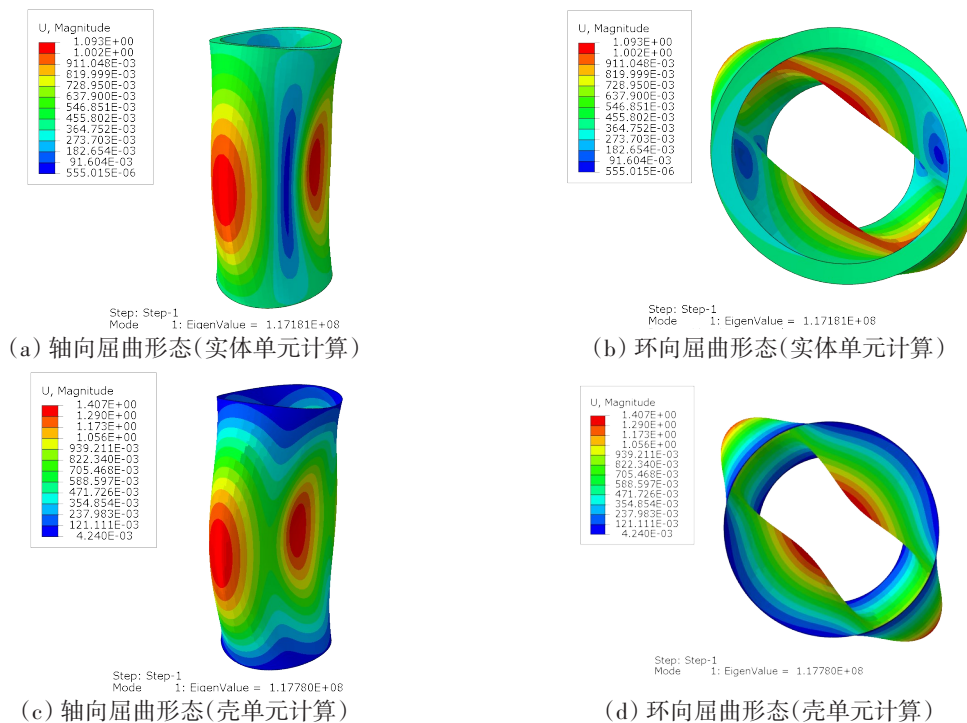 U, Magnitude
1.093E+00
1.002E+00
911.048E-03
819.999E-03
728.950E-03
637.900E-03
546.851E-03
455.802E-03
364.752E-03
273.703E-03
182.654E-03
91.604E-03
555.015E-06
Step: Step-1
Mode 1: EigenValue = 1.17181E+08
(a) 轴向屈曲形态(实体单元计算)
U, Magnitude
1.093E+00
1.002E+00
911.048E-03
819.999E-03
728.950E-03
637.900E-03
546.851E-03
455.802E-03
364.752E-03
273.703E-03
182.654E-03
91.604E-03
555.015E-06
Step: Step-1
Mode 1: EigenValue = 1.17181E+08
(b) 环向屈曲形态(实体单元计算)
U, Magnitude
1.407E+00
1.290E+00
1.173E+00
1.056E+00
939.211E-03
822.340E-03
705.468E-03
588.597E-03
471.726E-03
354.854E-03
237.983E-03
121.111E-03
4.240E-03
Step: Step-1
Mode 1: EigenValue = 1.17780E+08
(c) 轴向屈曲形态(壳单元计算)
U, Magnitude
1.407E+00
1.290E+00
1.173E+00
1.056E+00
939.211E-03
822.340E-03
705.468E-03
588.597E-03
471.726E-03
354.854E-03
237.983E-03
121.111E-03
4.240E-03
Step: Step-1
Mode 1: EigenValue = 1.17780E+08
(d) 环向屈曲形态(壳单元计算)